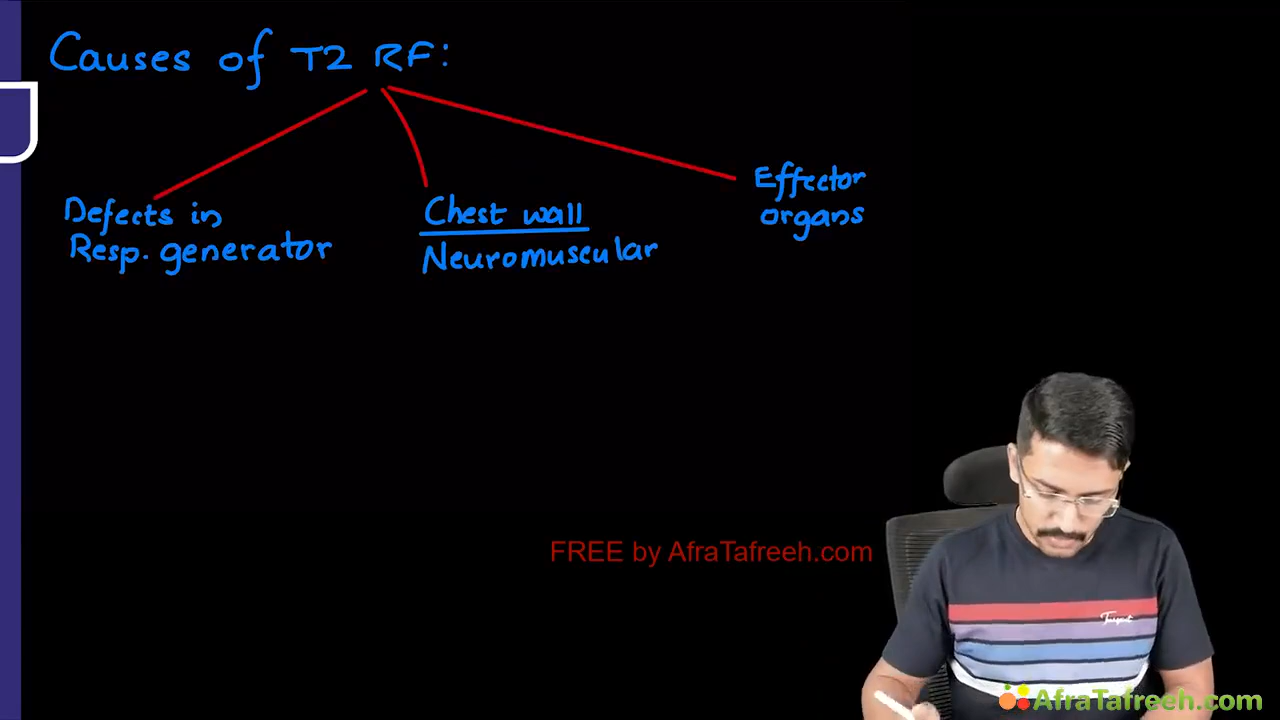 Causes of T2 RF:
Defects in
Resp. generator
Chest wall
Neuromuscular
Effector
organs
FREE by AfraTafreeh.com
AfraTafreeh.com